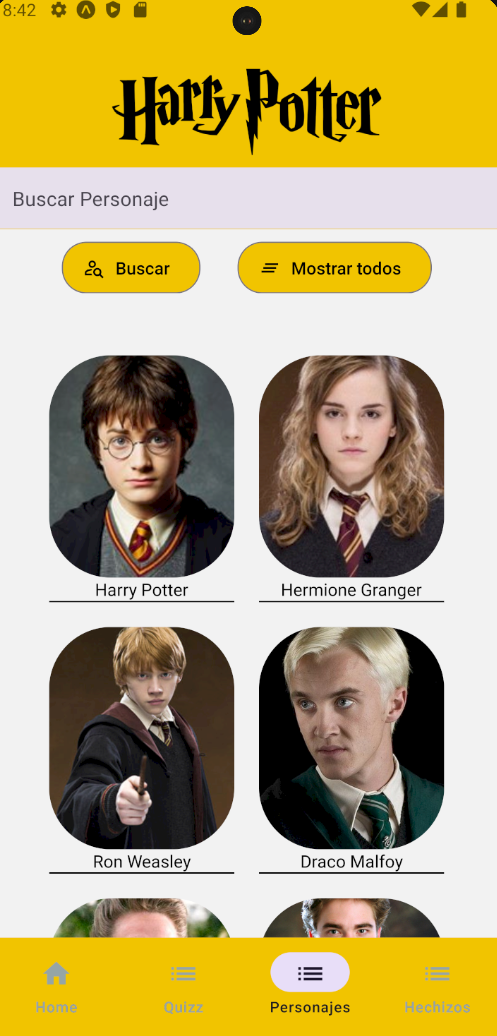 8:42
Harry Potter
Buscar Personaje
Buscar
Mostrar todos
Harry Potter
Hermione Granger
Ron Weasley
Draco Malfoy
Home
Quizz
Personajes
Hechizos